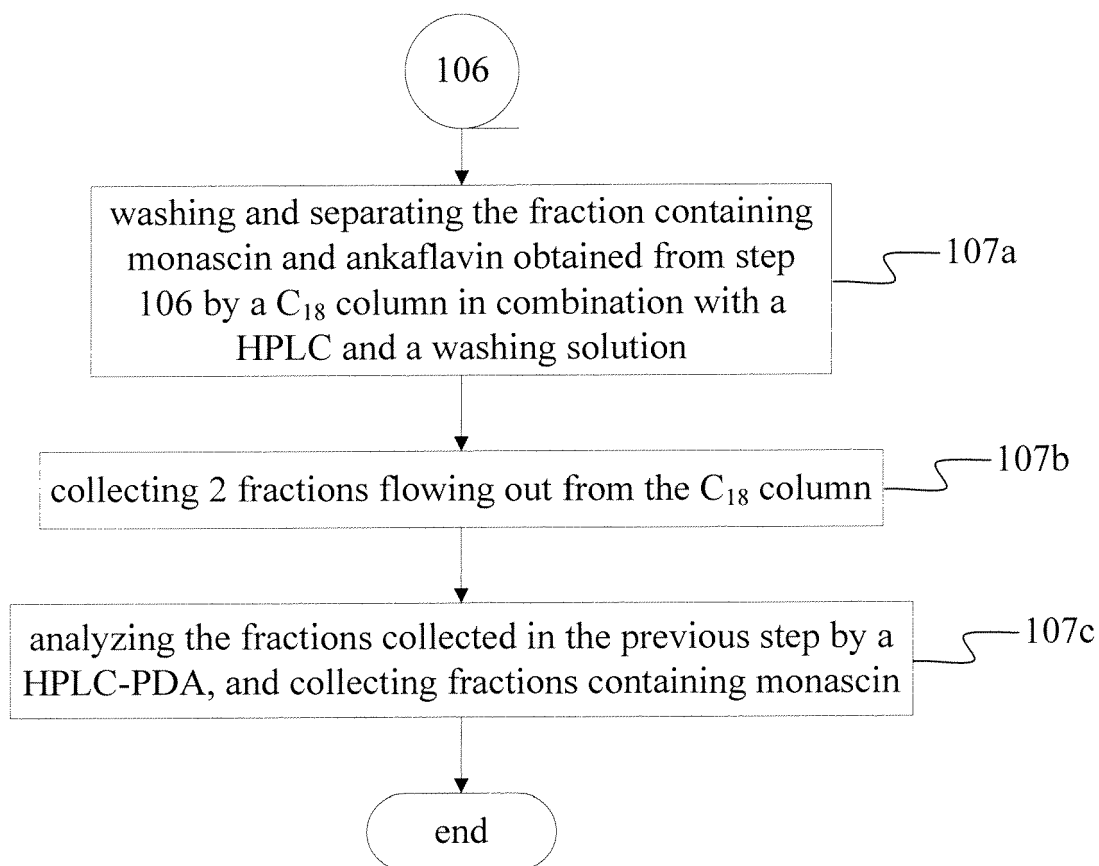 106
washing and separating the fraction containing
monascin and ankaflavin obtained from step
106 by a C₁₈ column in combination with a
HPLC and a washing solution
107a
collecting 2 fractions flowing out from the C₁₈ column
107b
analyzing the fractions collected in the previous step by a
HPLC-PDA, and collecting fractions containing monascin
107c
end